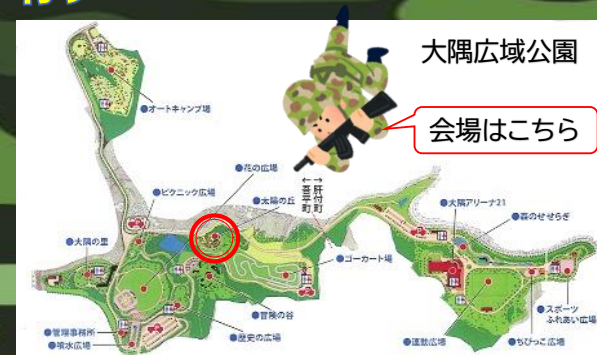 大隅広域公園
会場はこちら
●オートキャンプ場
●花の広場
●ピクニック広場
●太陽の丘
←吾平町
肝付町→
●大隅アリーナ21
●森のせせらぎ
●大隅の里
●ゴーカート場
●冒険の谷
●スポーツ
ふれあい広場
●管理事務所
●噴水広場
●歴史の広場
●運動広場
●ちびっこ広場